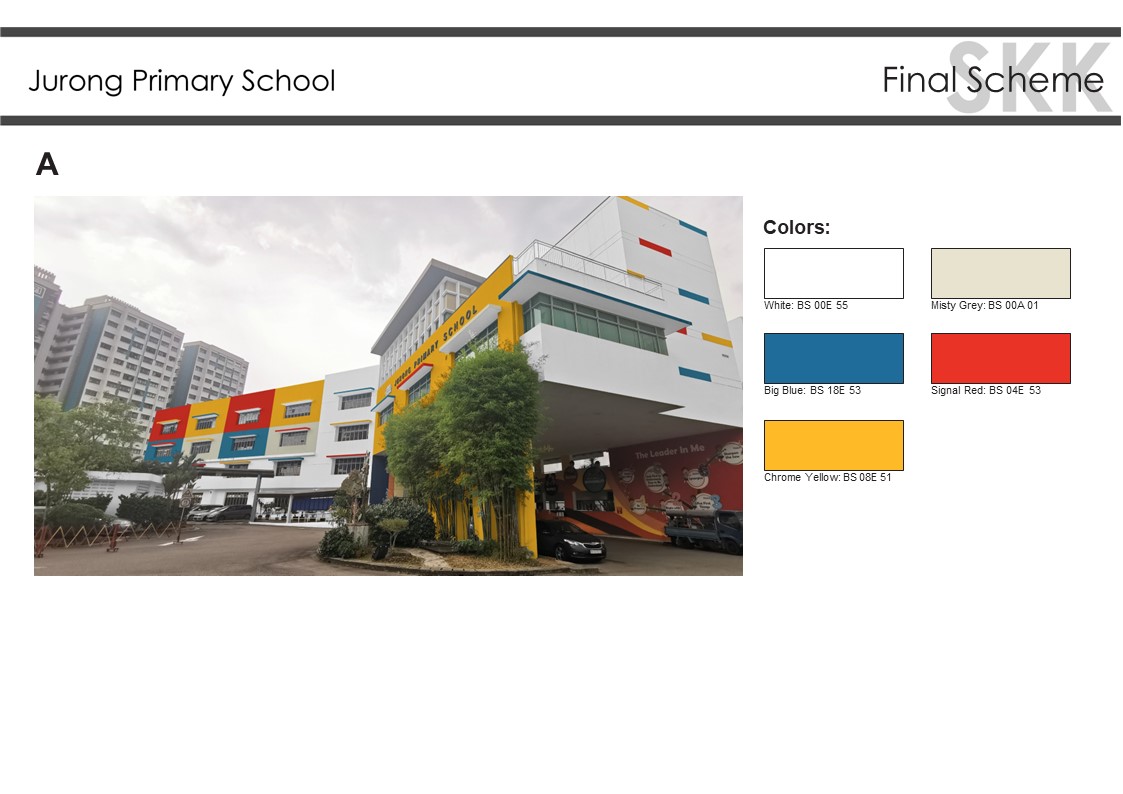 Jurong Primary School
SKK
Final Scheme
A
Colors:
White: BS 00E 55
Misty Grey: BS 00A 01
Big Blue: BS 18E 53
Signal Red: BS 04E 53
Chrome Yellow: BS 08E 51
JURONG PRIMARY SCHOOL
The Leader In Me